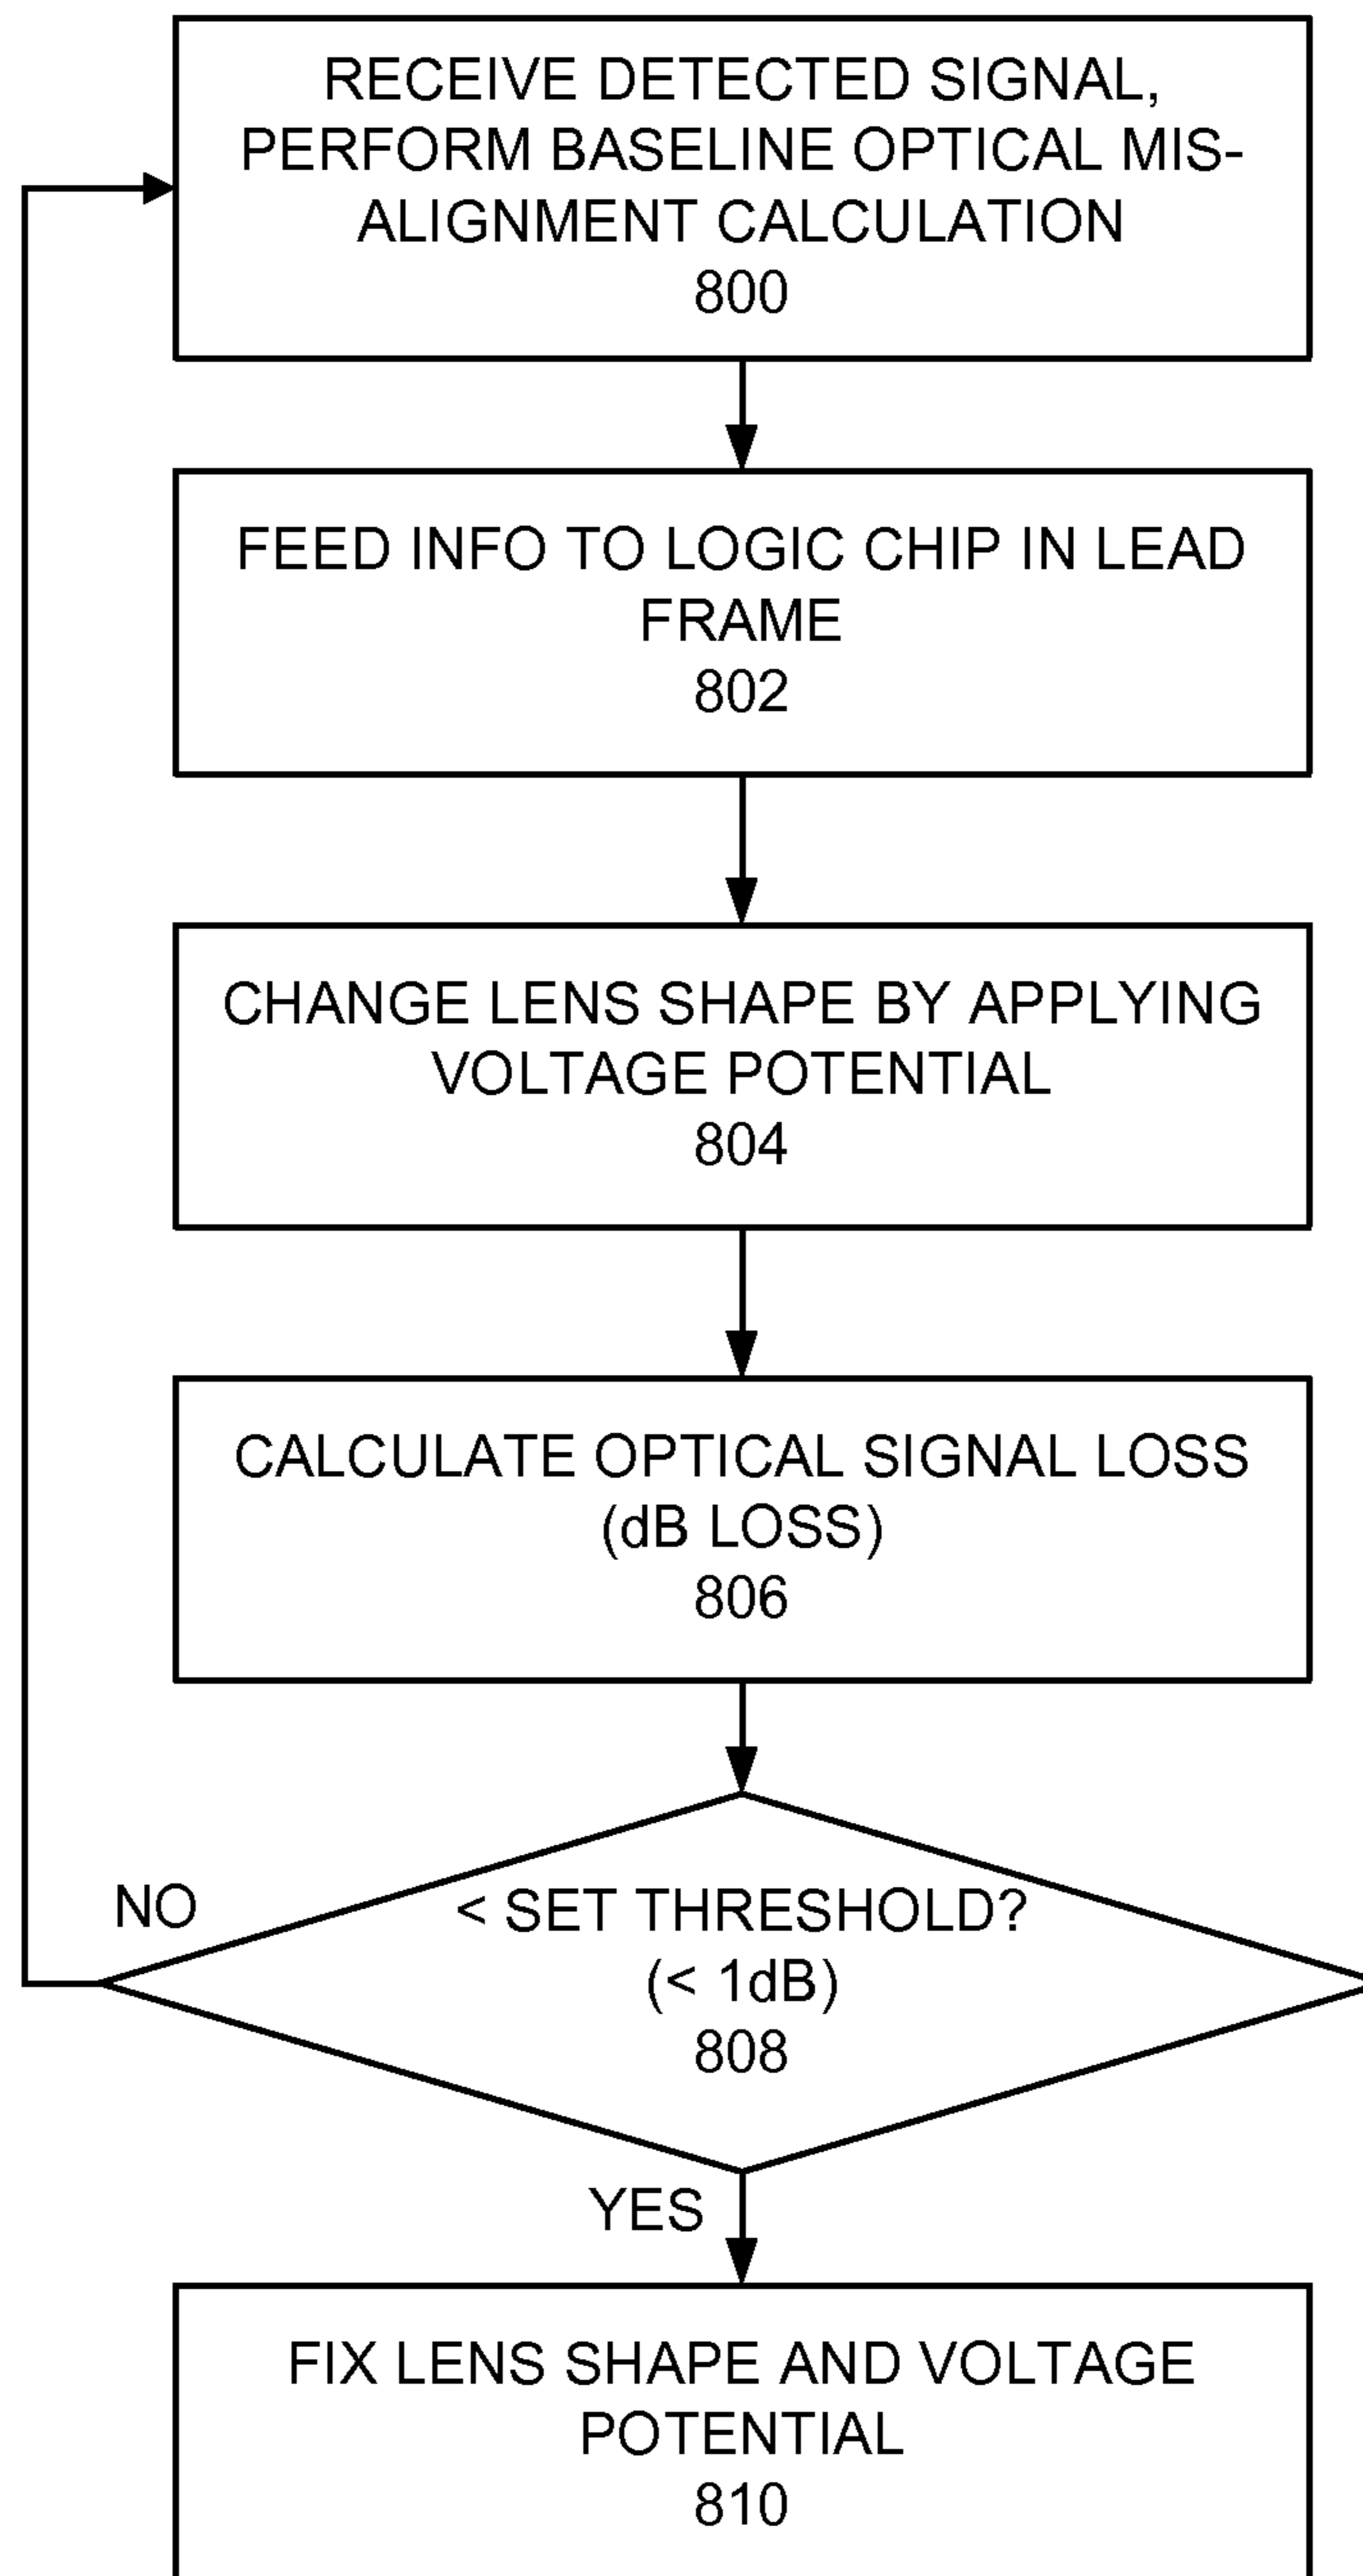 RECEIVE DETECTED SIGNAL,
PERFORM BASELINE OPTICAL MIS-
ALIGNMENT CALCULATION
800
FEED INFO TO LOGIC CHIP IN LEAD
FRAME
802
CHANGE LENS SHAPE BY APPLYING
VOLTAGE POTENTIAL
804
CALCULATE OPTICAL SIGNAL LOSS
(dB LOSS)
806
NO
< SET THRESHOLD?
(< 1dB)
808
YES
FIX LENS SHAPE AND VOLTAGE
POTENTIAL
810